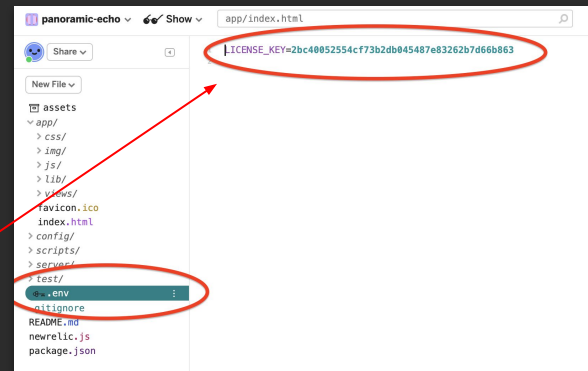 panoramic-echo Show app/index.html
Share
LICENSE_KEY=2bc40052554cf73b2db045487e83262b7d66b863
New File
assets
app/
css/
img/
js/
lib/
views/
favicon.ico
index.html
config/
scripts/
server/
test/
.env
.gitignore
README.md
newrelic.js
package.json